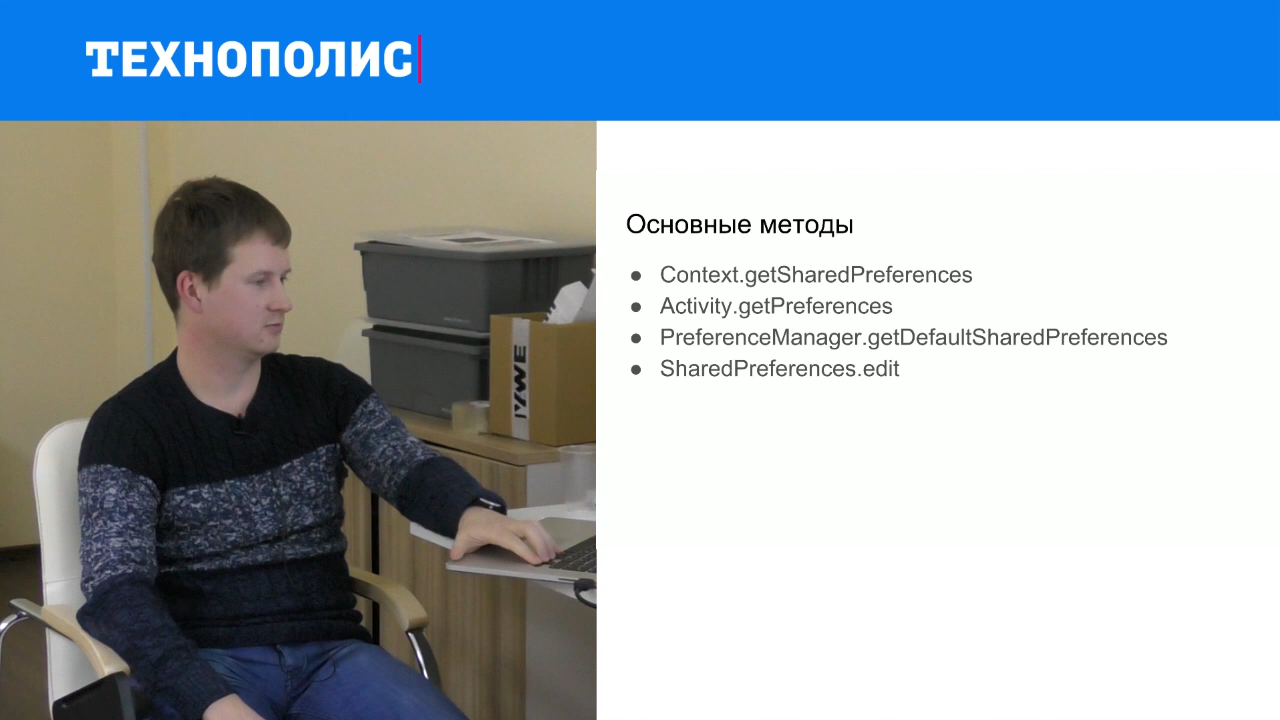 ТЕХНОПОЛИС
Основные методы
● Context.getSharedPreferences
● Activity.getPreferences
● PreferenceManager.getDefaultSharedPreferences
● SharedPreferences.edit